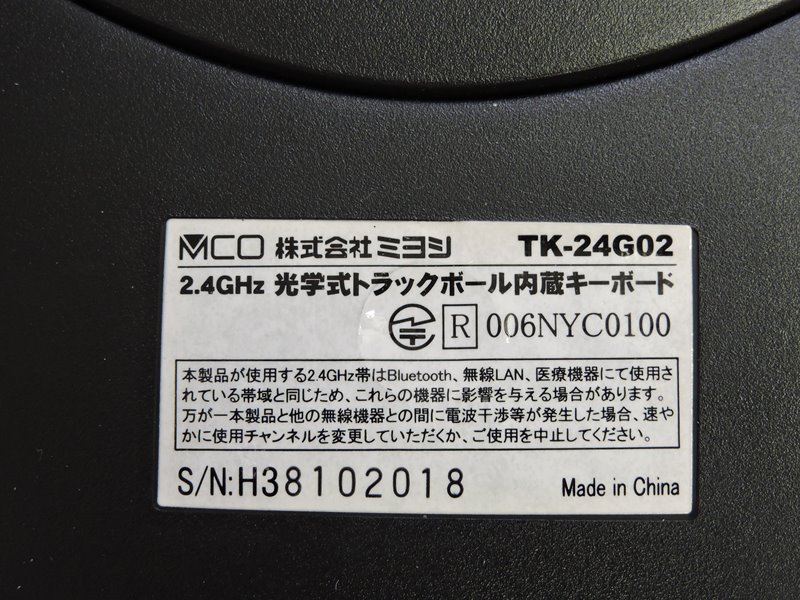 MCO 株式会社ミヨシ TK-24G02
2.4GHz 光学式トラックボール内蔵キーボード
R 006NYC0100
本製品が使用する2.4GHz帯はBluetooth、無線LAN、医療機器にて使用さ
れている帯域と同じため、これらの機器に影響を与える場合があります。
万が一本製品と他の無線機器との間に電波干渉等が発生した場合、速や
かに使用チャンネルを変更していただくか、ご使用を中止してください。
S/N:H38102018 Made in China